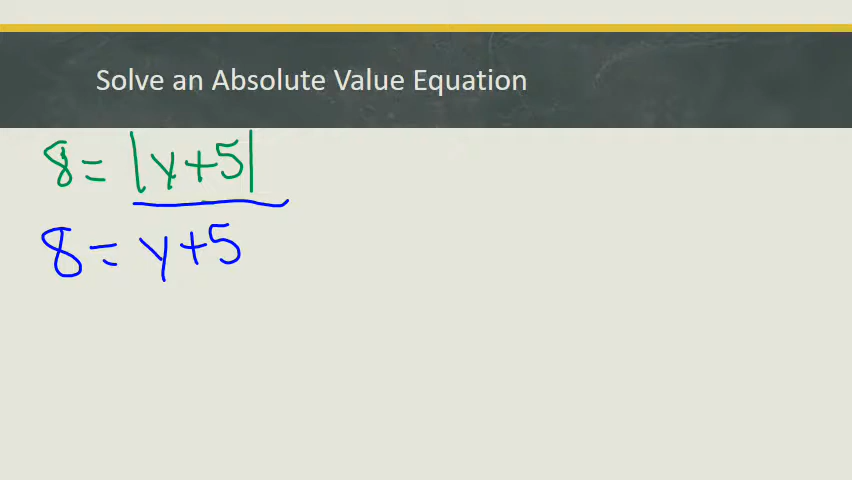 Solve an Absolute Value Equation
8 = |y+5|
8 = y+5